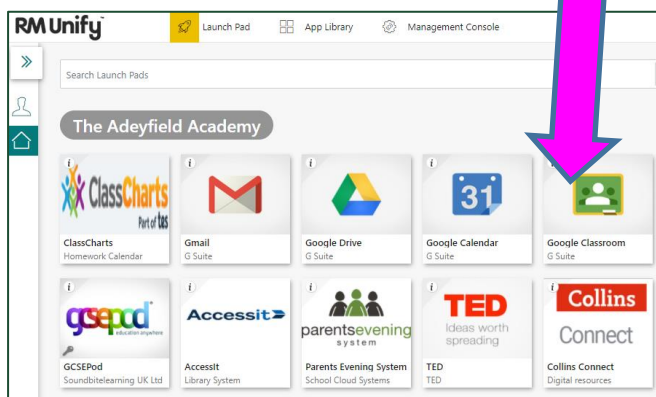 RM Unify
Launch Pad
App Library
Management Console
Search Launch Pads
The Adeyfield Academy
ClassCharts
Part of tes
Gmail
G Suite
ClassCharts
Homework Calendar
Google Drive
G Suite
31
Google Calendar
G Suite
Google Classroom
G Suite
gcsepod
education anywhere
GCSEPod
Soundbitelearning UK Ltd
Accessit
AccessIt
Library System
parentsevening
system
Parents Evening System
School Cloud Systems
TED
Ideas worth
spreading
TED
TED
Collins
Connect
Collins Connect
Digital resources